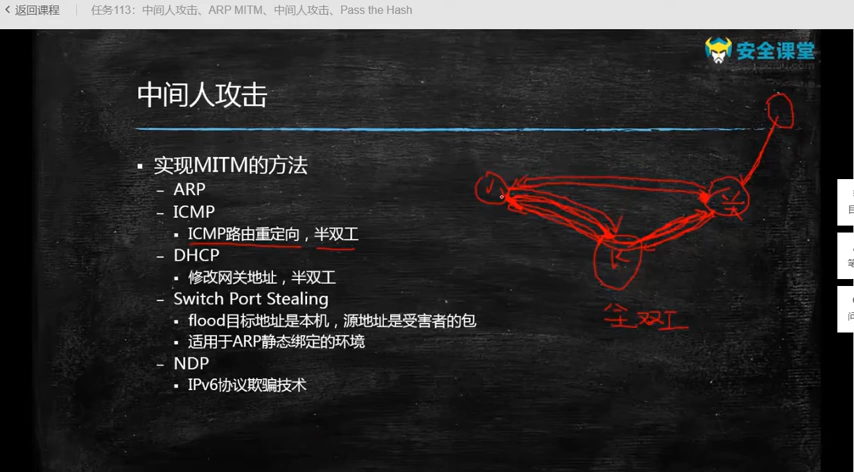 返回课程
任务113：中间人攻击、ARP MITM、中间人攻击、Pass the Hash
安全课堂
中间人攻击
实现MITM的方法
– ARP
– ICMP
ICMP路由重定向，半双工
– DHCP
修改网关地址，半双工
– Switch Port Stealing
flood目标地址是本机，源地址是受害者的包
适用于ARP静态绑定的环境
– NDP
IPv6协议欺骗技术
K
全双工